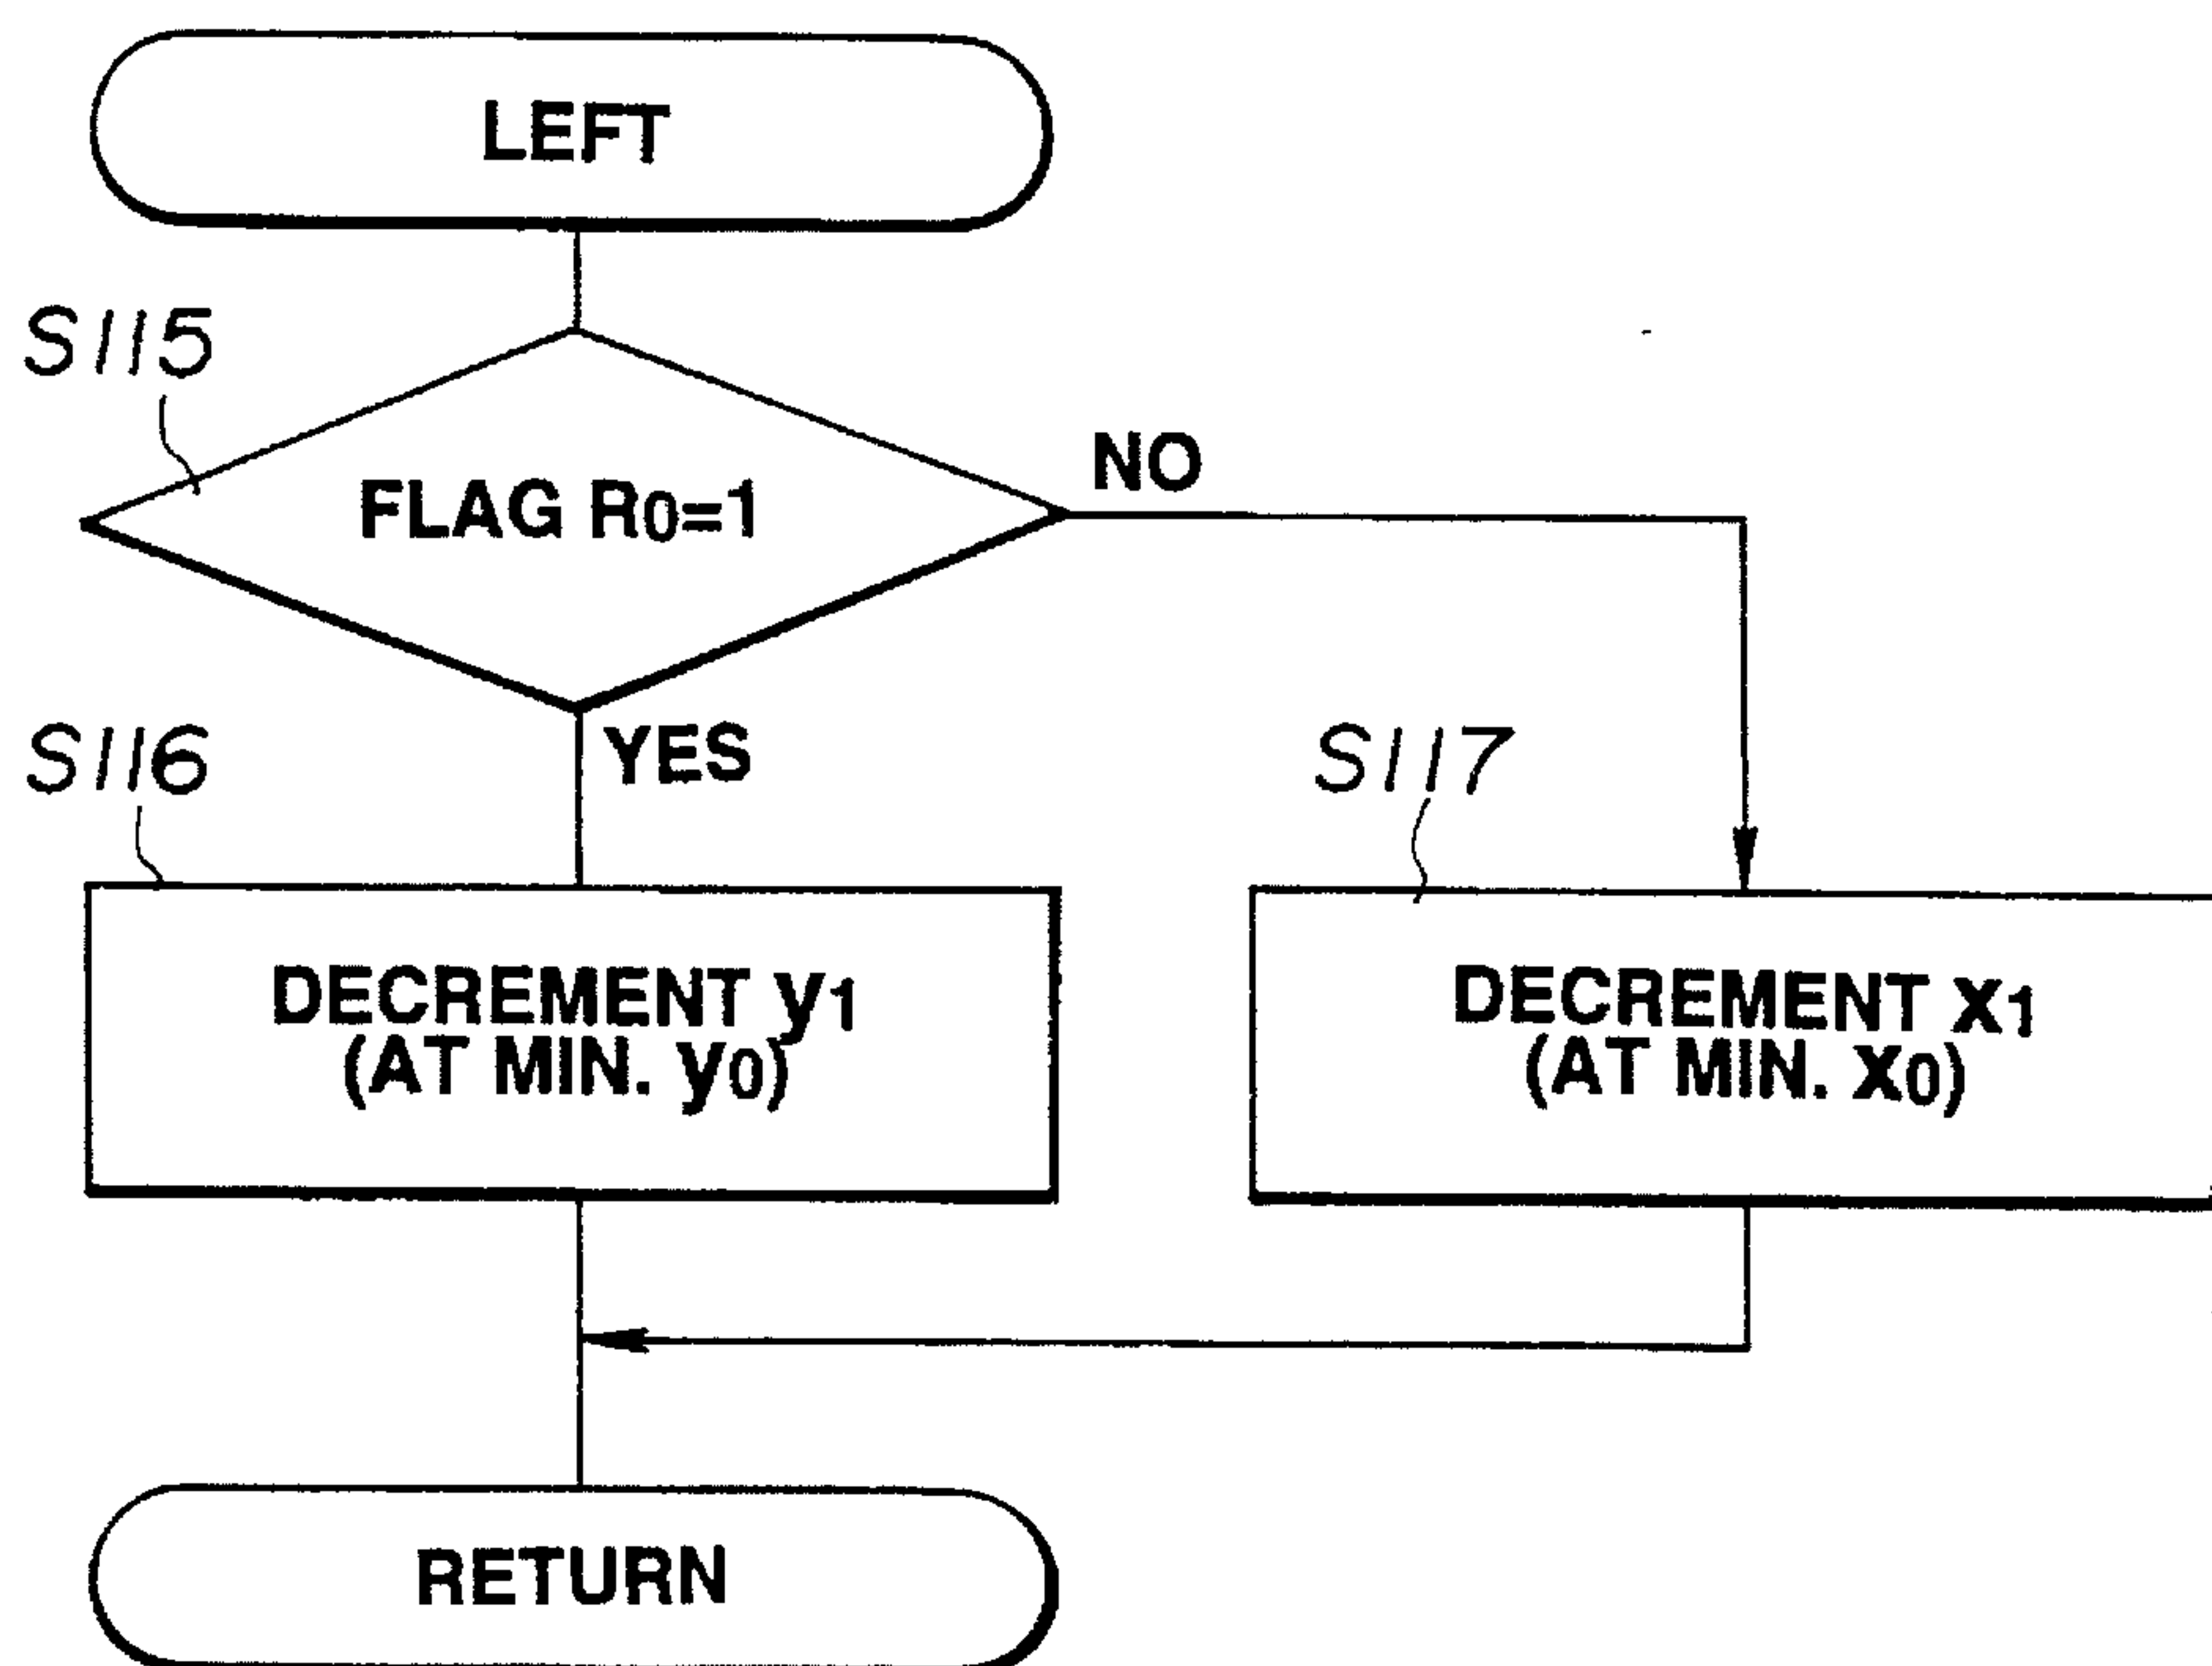 LEFT
S115
FLAG R0=1
NO
YES
S116
S117
DECREMENT y1
(AT MIN. y0)
DECREMENT x1
(AT MIN. x0)
RETURN